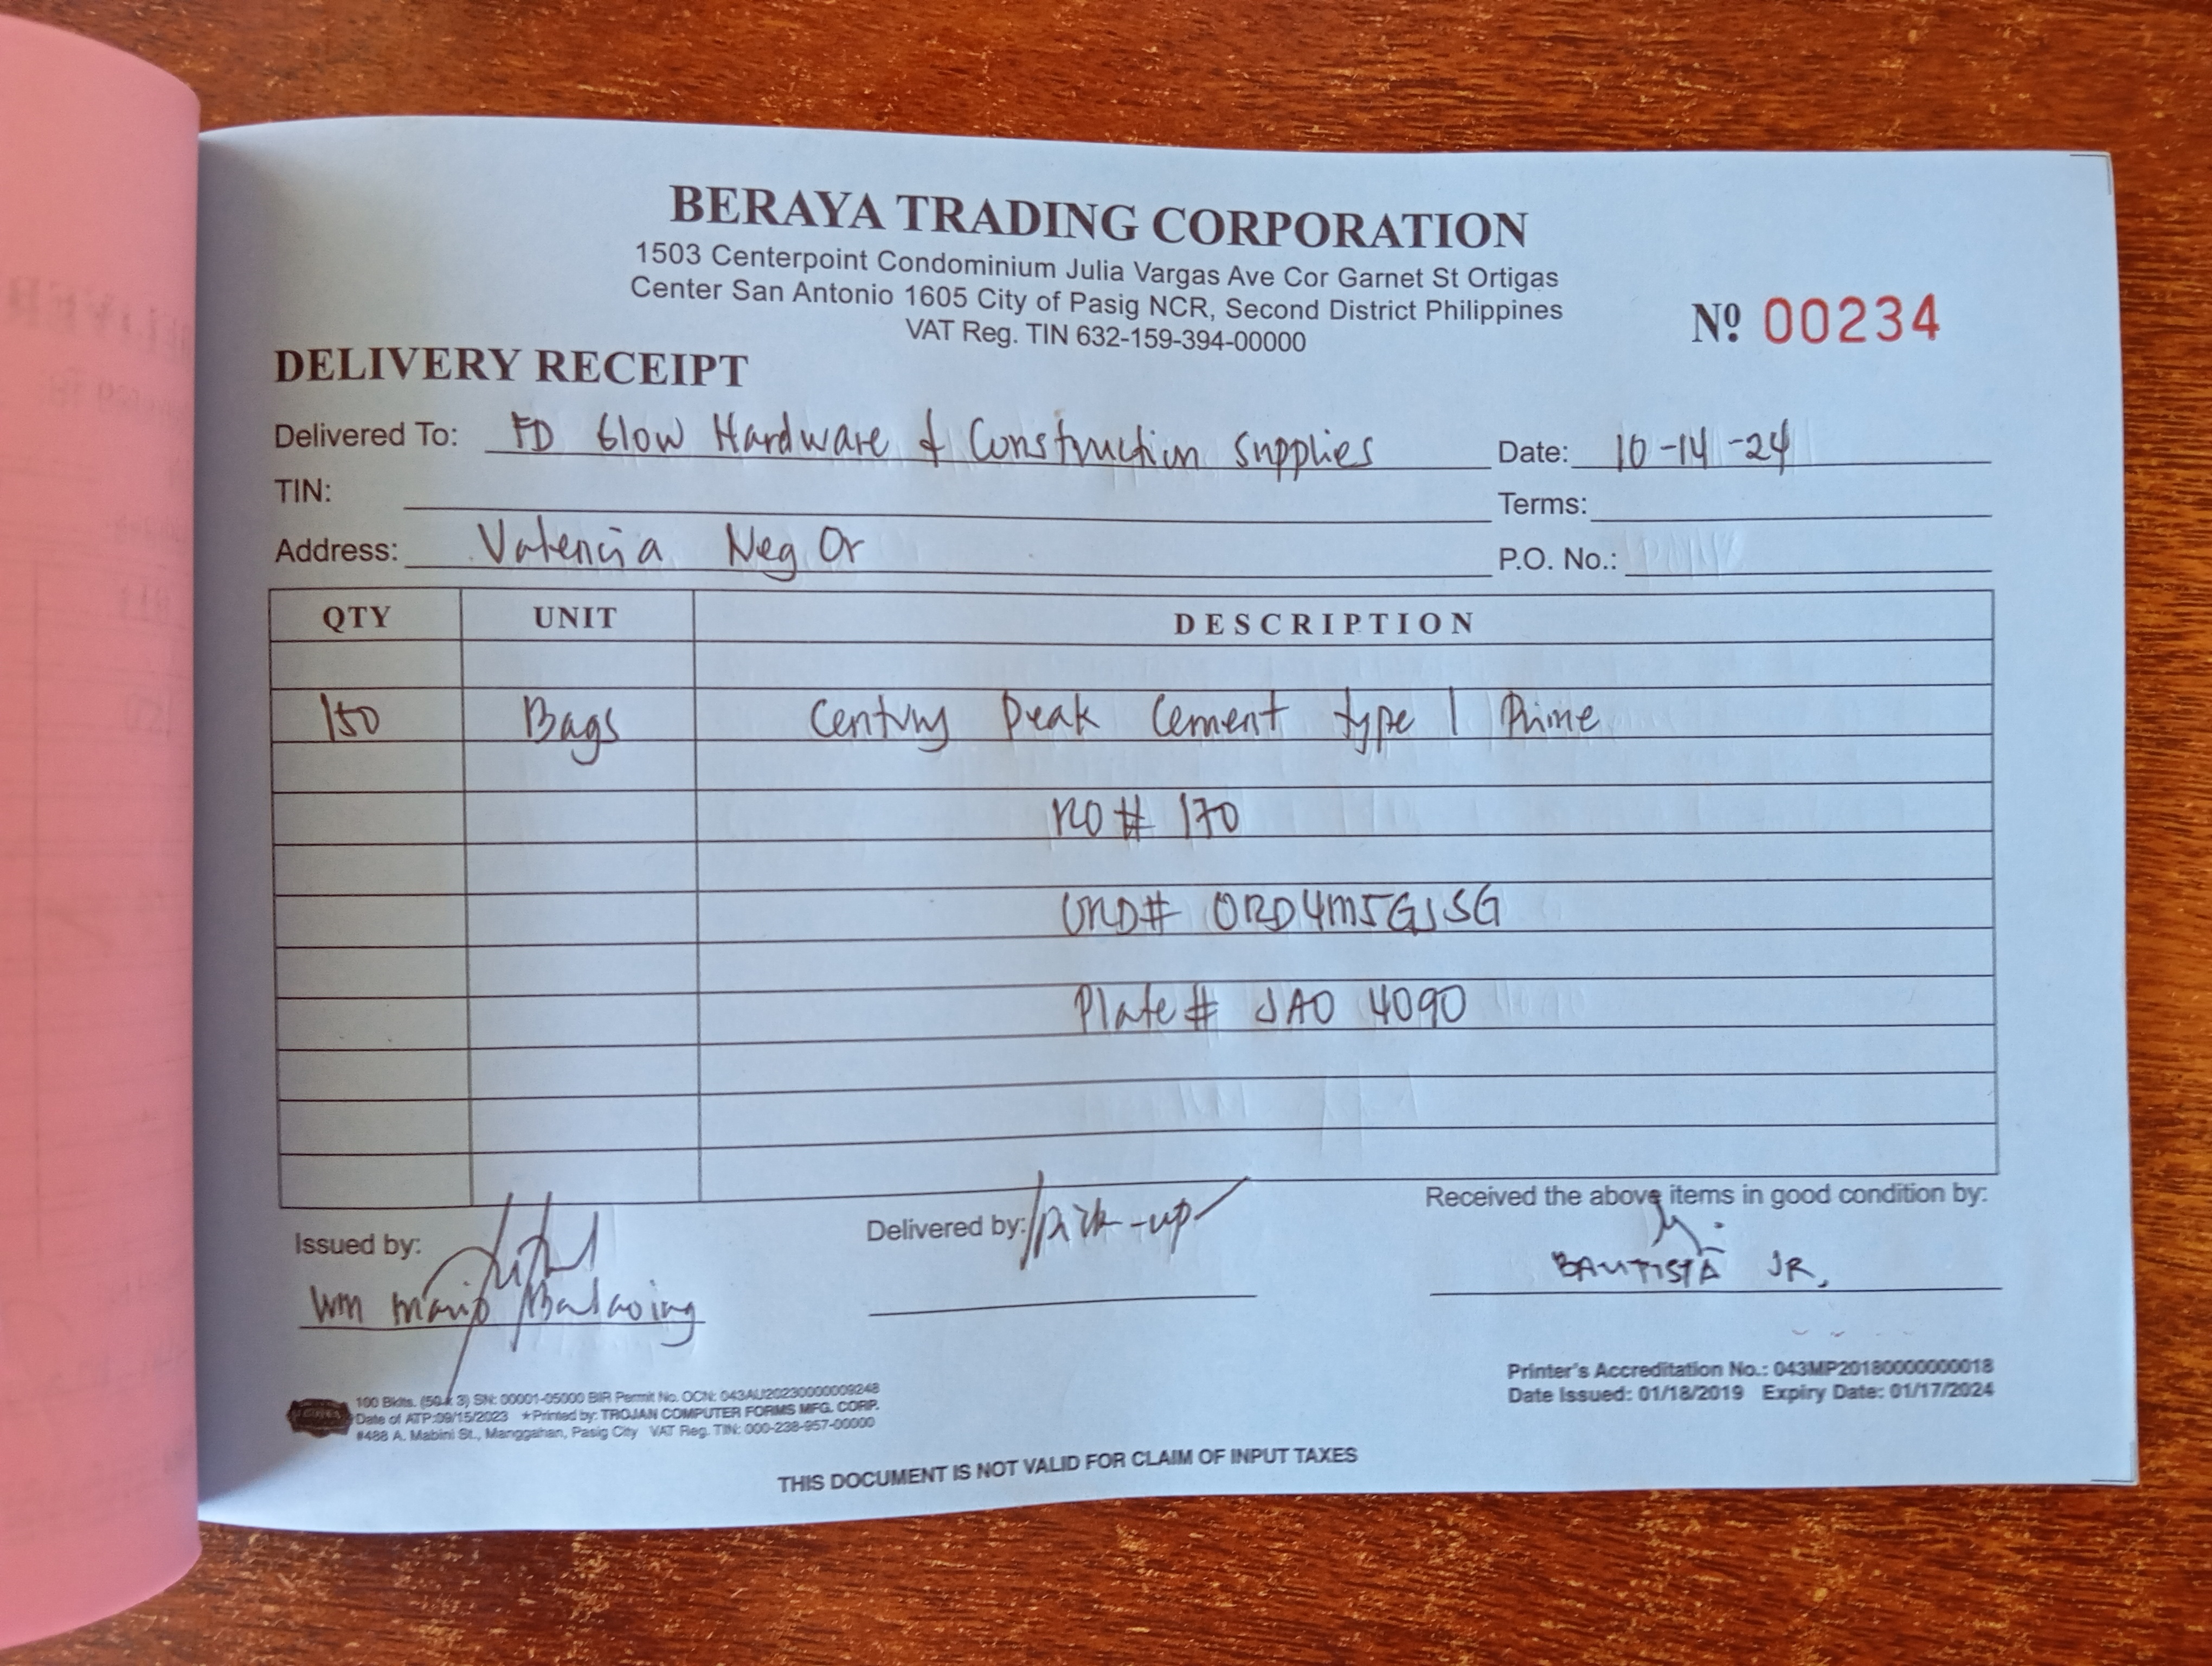 BERAYA TRADING CORPORATION
1503 Centerpoint Condominium Julia Vargas Ave Cor Garnet St Ortigas
Center San Antonio 1605 City of Pasig NCR, Second District Philippines
VAT Reg. TIN 632-159-394-00000
Nº 00234
DELIVERY RECEIPT
Delivered To: FD Glow Hardware & Construction Supplies Date: 10-14-24
TIN: Terms:
Address: Valencia Neg Or P.O. No.:
QTY UNIT DESCRIPTION
150 Bags Century Peak Cement type 1 Prime
RO # 170
ORD# ORD4M5GJSG
Plate # JAO 4090
Issued by: Delivered by: pick-up Received the above items in good condition by:
BAUTISTA JR.
100 Bklts. (50 x 3) SN: 00001-05000 BIR Permit No. OCN: 043AU20230000009248
Date of ATP:09/15/2023 ★Printed by: TROJAN COMPUTER FORMS MFG. CORP.
#488 A. Mabini St., Manggahan, Pasig City VAT Reg. TIN: 000-238-957-00000
Printer's Accreditation No.: 043MP20180000000018
Date Issued: 01/18/2019 Expiry Date: 01/17/2024
THIS DOCUMENT IS NOT VALID FOR CLAIM OF INPUT TAXES